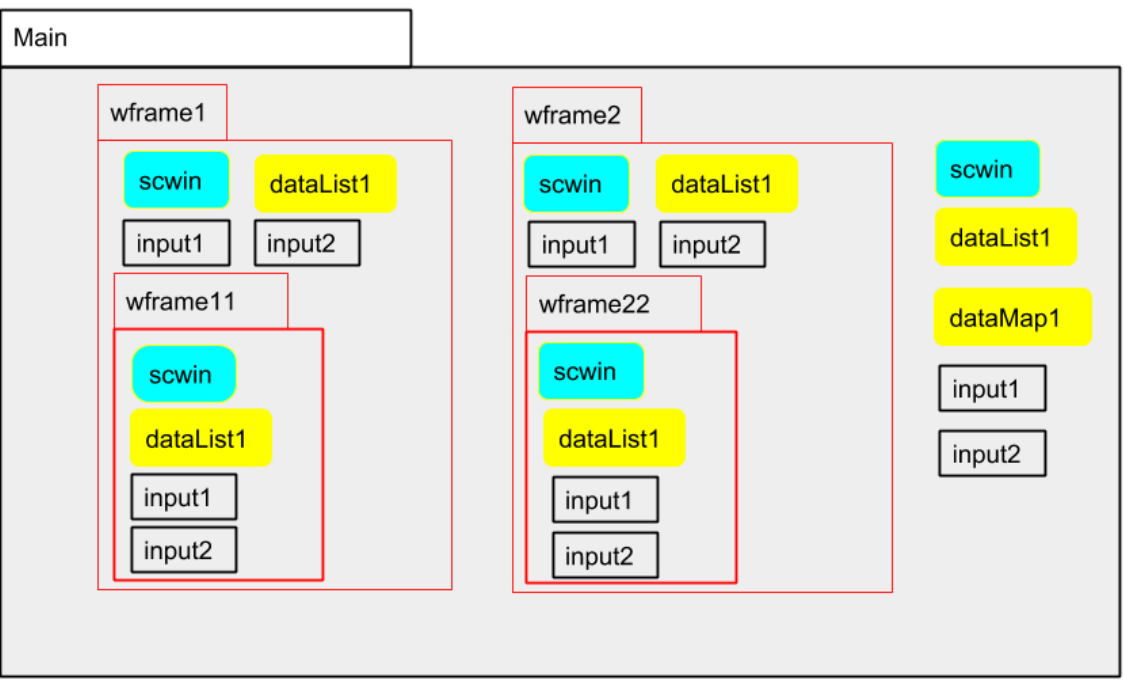 Main
wframe1
scwin
dataList1
input1
input2
wframe11
scwin
dataList1
input1
input2
wframe2
scwin
dataList1
input1
input2
wframe22
scwin
dataList1
input1
input2
scwin
dataList1
dataMap1
input1
input2